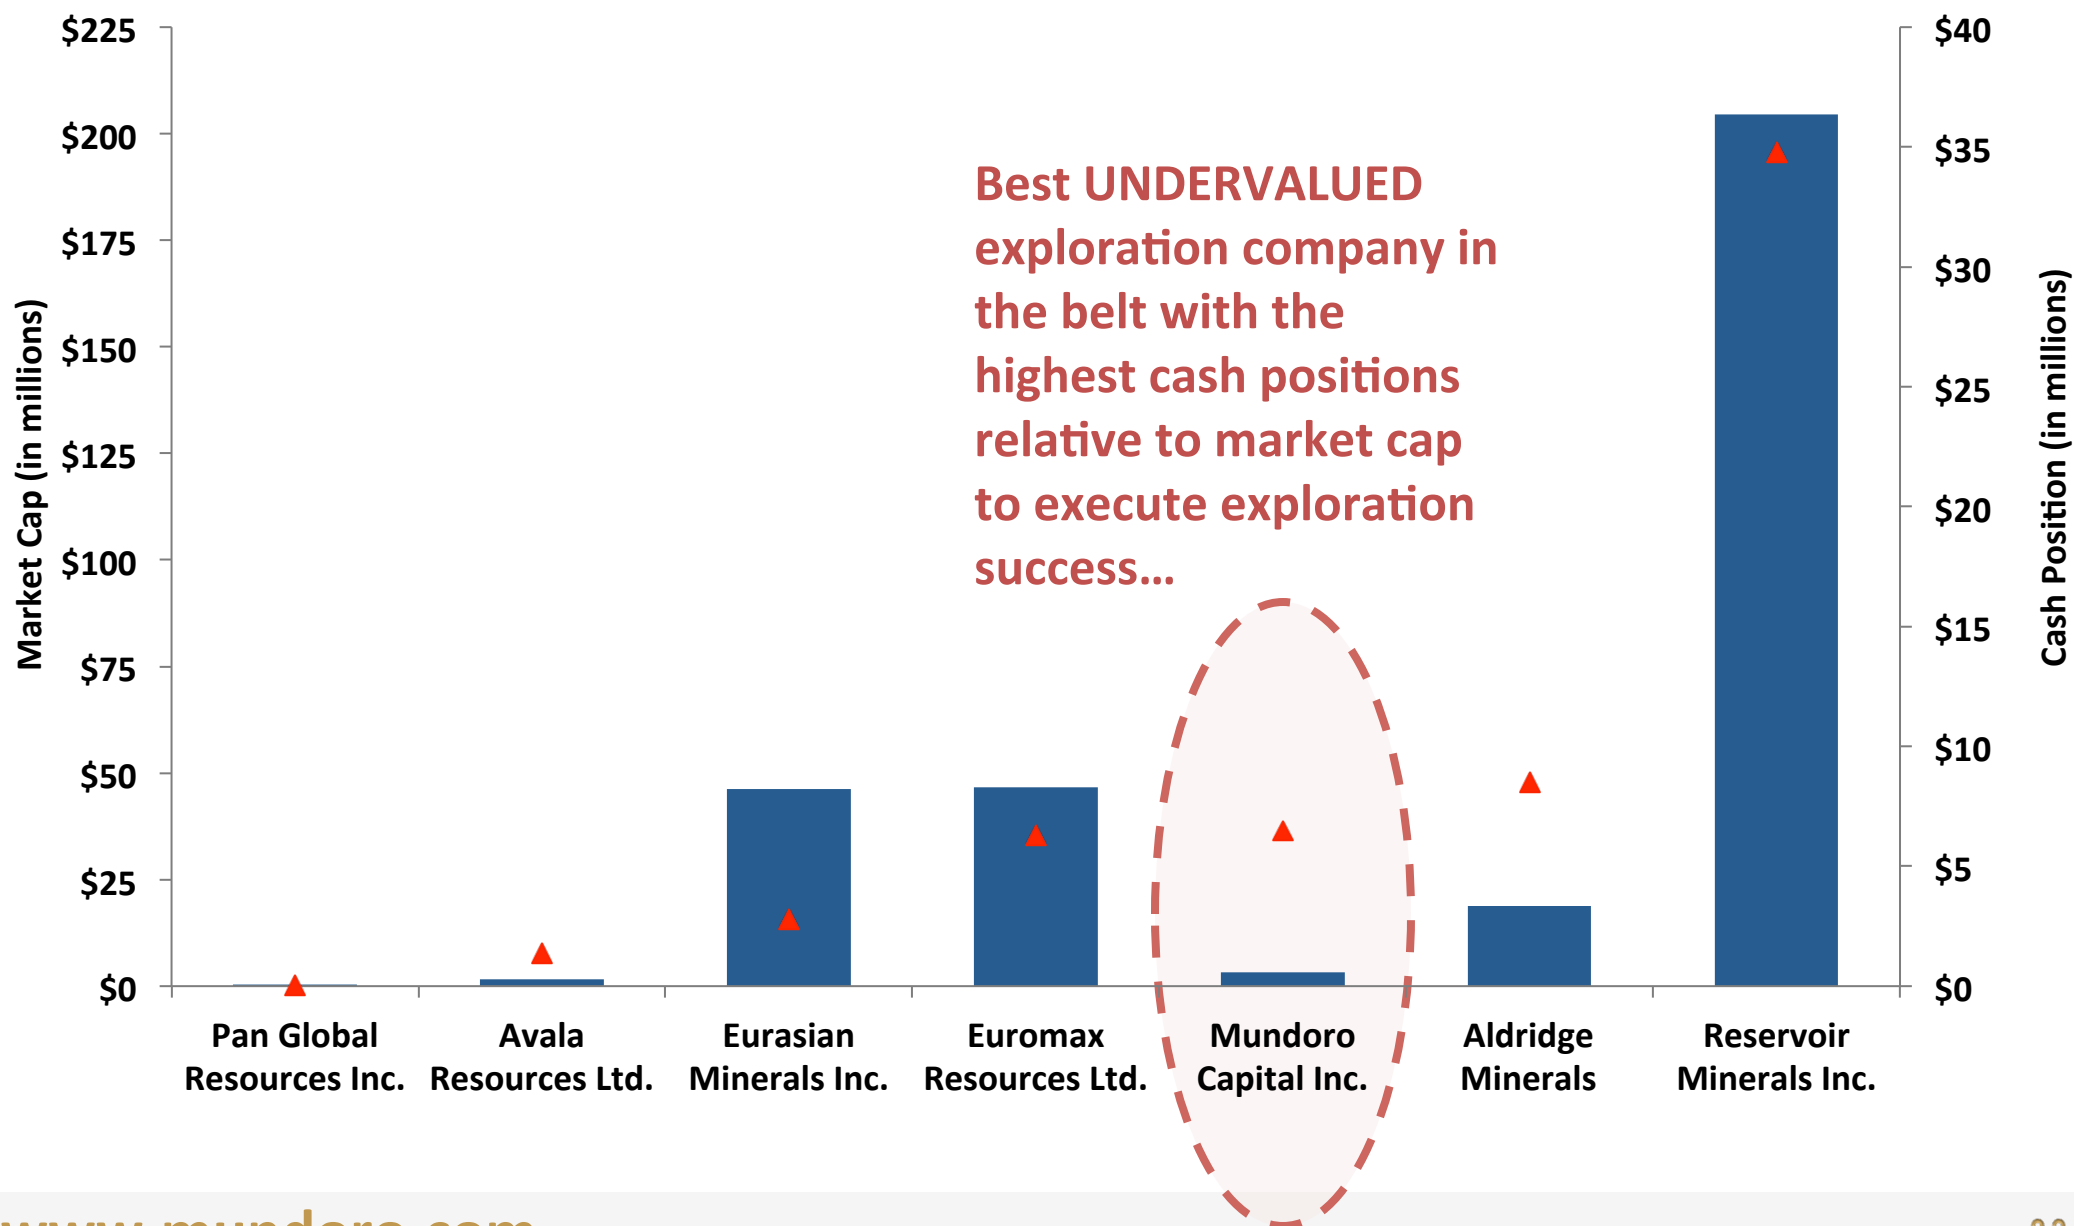 $225
$200
$175
$150
$125
$100
$75
$50
$25
$0
Market Cap (in millions)
Best UNDERVALUED
exploration company in
the belt with the
highest cash positions
relative to market cap
to execute exploration
success…
$40
$35
$30
$25
$20
$15
$10
$5
$0
Cash Position (in millions)
Pan Global
Resources Inc.
Avala
Resources Ltd.
Eurasian
Minerals Inc.
Euromax
Resources Ltd.
Mundoro
Capital Inc.
Aldridge
Minerals
Reservoir
Minerals Inc.
www.mundoro.com